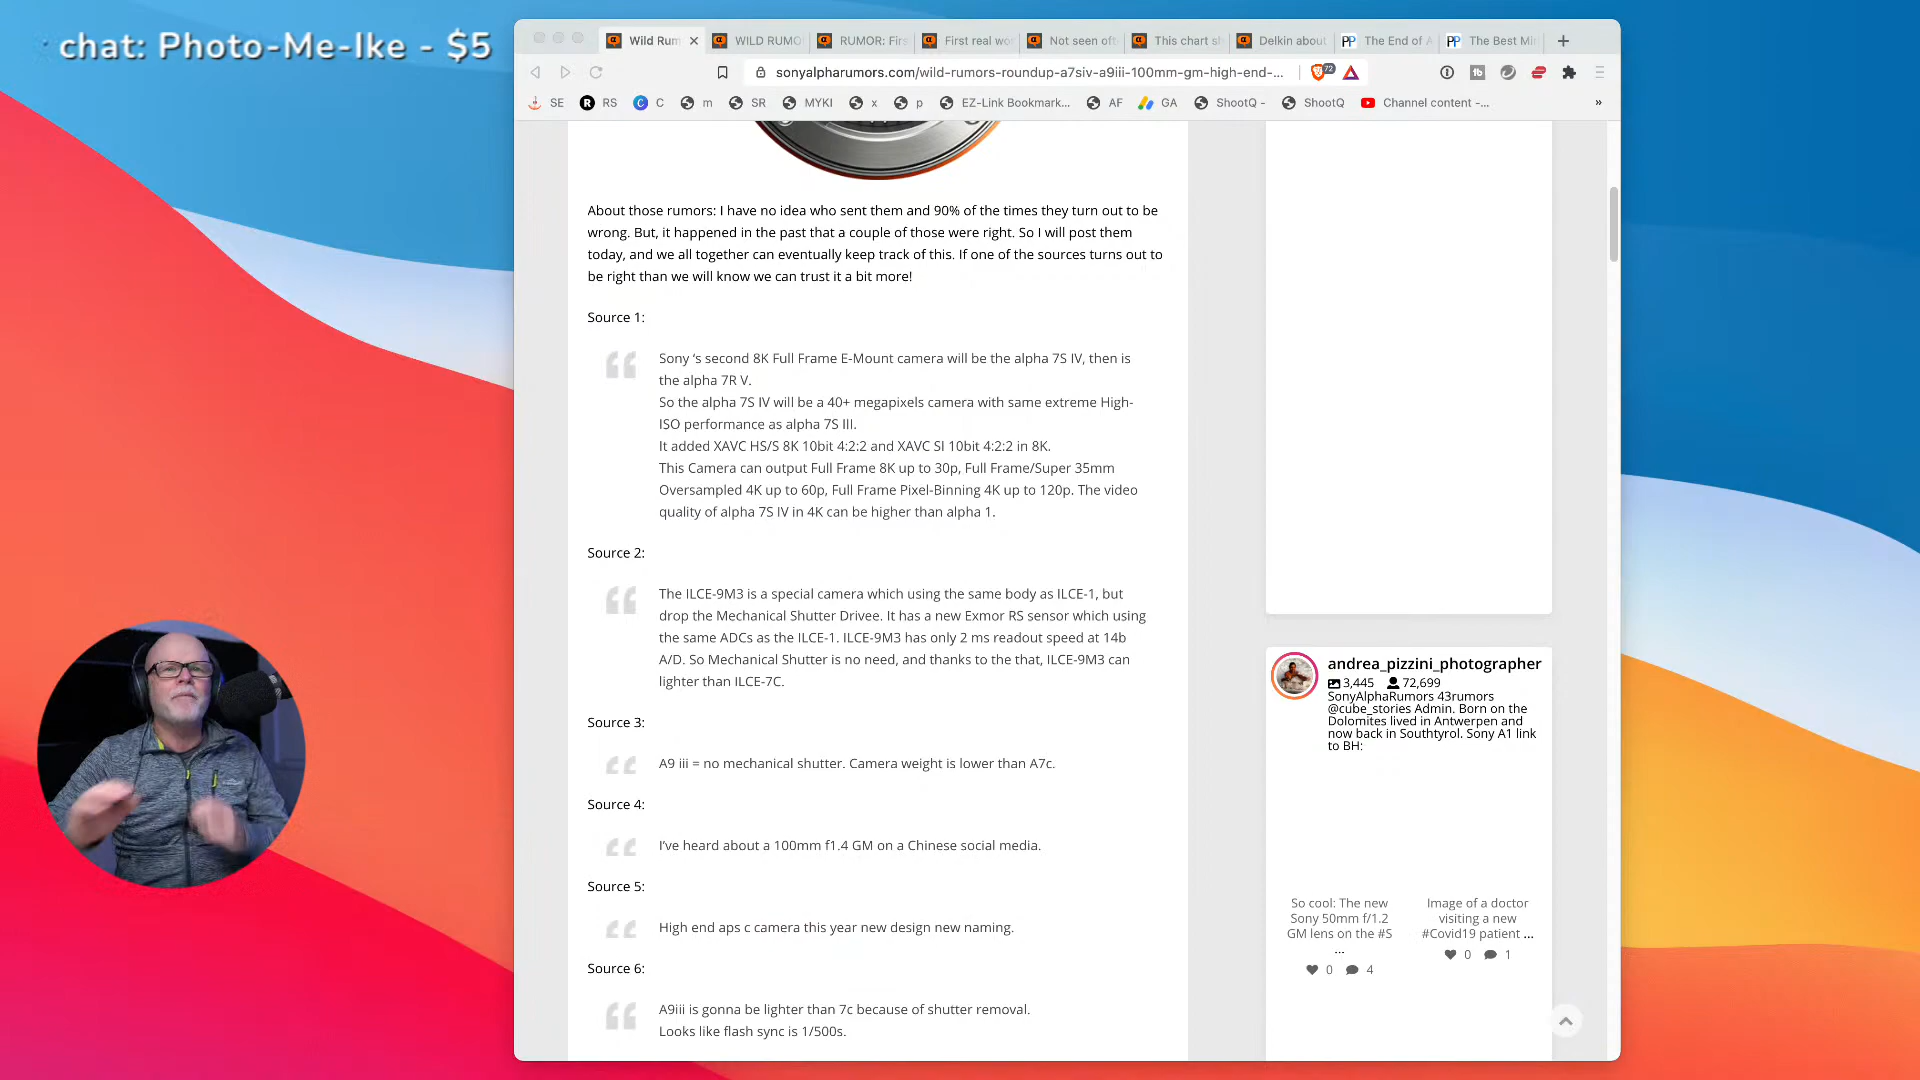 chat: Photo-Me-Ike - $5
Wild Rum
WILD RUMO
RUMOR: Firs
First real wo
Not seen oft
This chart s
Delkin about
The End of A
The Best Mi
sonyalpharumors.com/wild-rumors-roundup-a7siv-a9iii-100mm-gm-high-end-...
72
SE
RS
C
m
SR
MYKI
x
p
EZ-Link Bookmark...
AF
GA
ShootQ -
ShootQ
Channel content -...
»
About those rumors: I have no idea who sent them and 90% of the times they turn out to be
wrong. But, it happened in the past that a couple of those were right. So I will post them
today, and we all together can eventually keep track of this. If one of the sources turns out to
be right than we will know we can trust it a bit more!
Source 1:
Sony ‘s second 8K Full Frame E-Mount camera will be the alpha 7S IV, then is
the alpha 7R V.
So the alpha 7S IV will be a 40+ megapixels camera with same extreme High-
ISO performance as alpha 7S III.
It added XAVC HS/S 8K 10bit 4:2:2 and XAVC SI 10bit 4:2:2 in 8K.
This Camera can output Full Frame 8K up to 30p, Full Frame/Super 35mm
Oversampled 4K up to 60p, Full Frame Pixel-Binning 4K up to 120p. The video
quality of alpha 7S IV in 4K can be higher than alpha 1.
Source 2:
The ILCE-9M3 is a special camera which using the same body as ILCE-1, but
drop the Mechanical Shutter Drivee. It has a new Exmor RS sensor which using
the same ADCs as the ILCE-1. ILCE-9M3 has only 2 ms readout speed at 14b
A/D. So Mechanical Shutter is no need, and thanks to the that, ILCE-9M3 can
lighter than ILCE-7C.
Source 3:
A9 iii = no mechanical shutter. Camera weight is lower than A7c.
Source 4:
I’ve heard about a 100mm f1.4 GM on a Chinese social media.
Source 5:
High end aps c camera this year new design new naming.
Source 6:
A9iii is gonna be lighter than 7c because of shutter removal.
Looks like flash sync is 1/500s.
andrea_pizzini_photographer
3,445 72,699
SonyAlphaRumors 43rumors
@cube_stories Admin. Born on the
Dolomites lived in Antwerpen and
now back in Southtyrol. Sony A1 link
to BH:
So cool: The new
Sony 50mm f/1.2
GM lens on the #S
...
0 4
Image of a doctor
visiting a new
#Covid19 patient ...
0 1